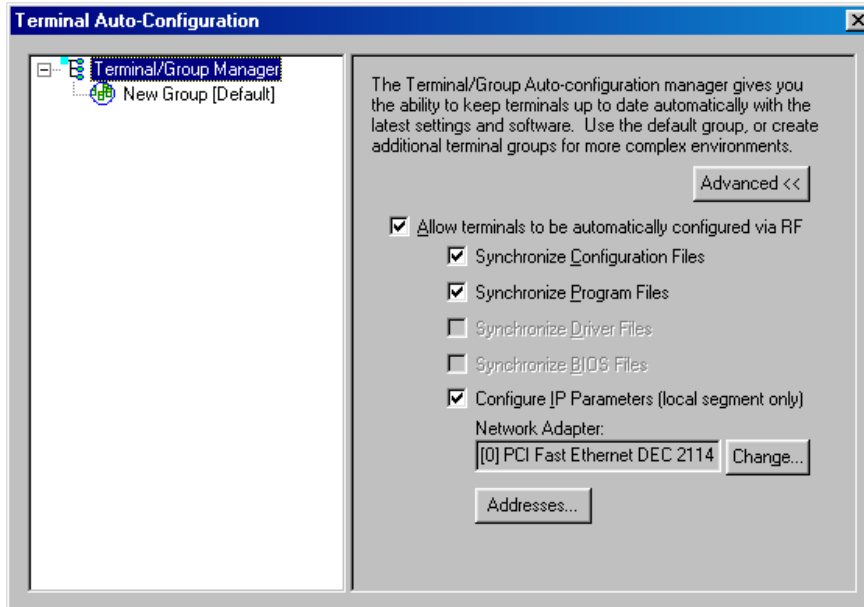 Terminal Auto-Configuration
Terminal/Group Manager
New Group [Default]
The Terminal/Group Auto-configuration manager gives you
the ability to keep terminals up to date automatically with the
latest settings and software.  Use the default group, or create
additional terminal groups for more complex environments.
Advanced <<
Allow terminals to be automatically configured via RF
Synchronize Configuration Files
Synchronize Program Files
Synchronize Driver Files
Synchronize BIOS Files
Configure IP Parameters (local segment only)
Network Adapter:
[0] PCI Fast Ethernet DEC 2114
Change...
Addresses...